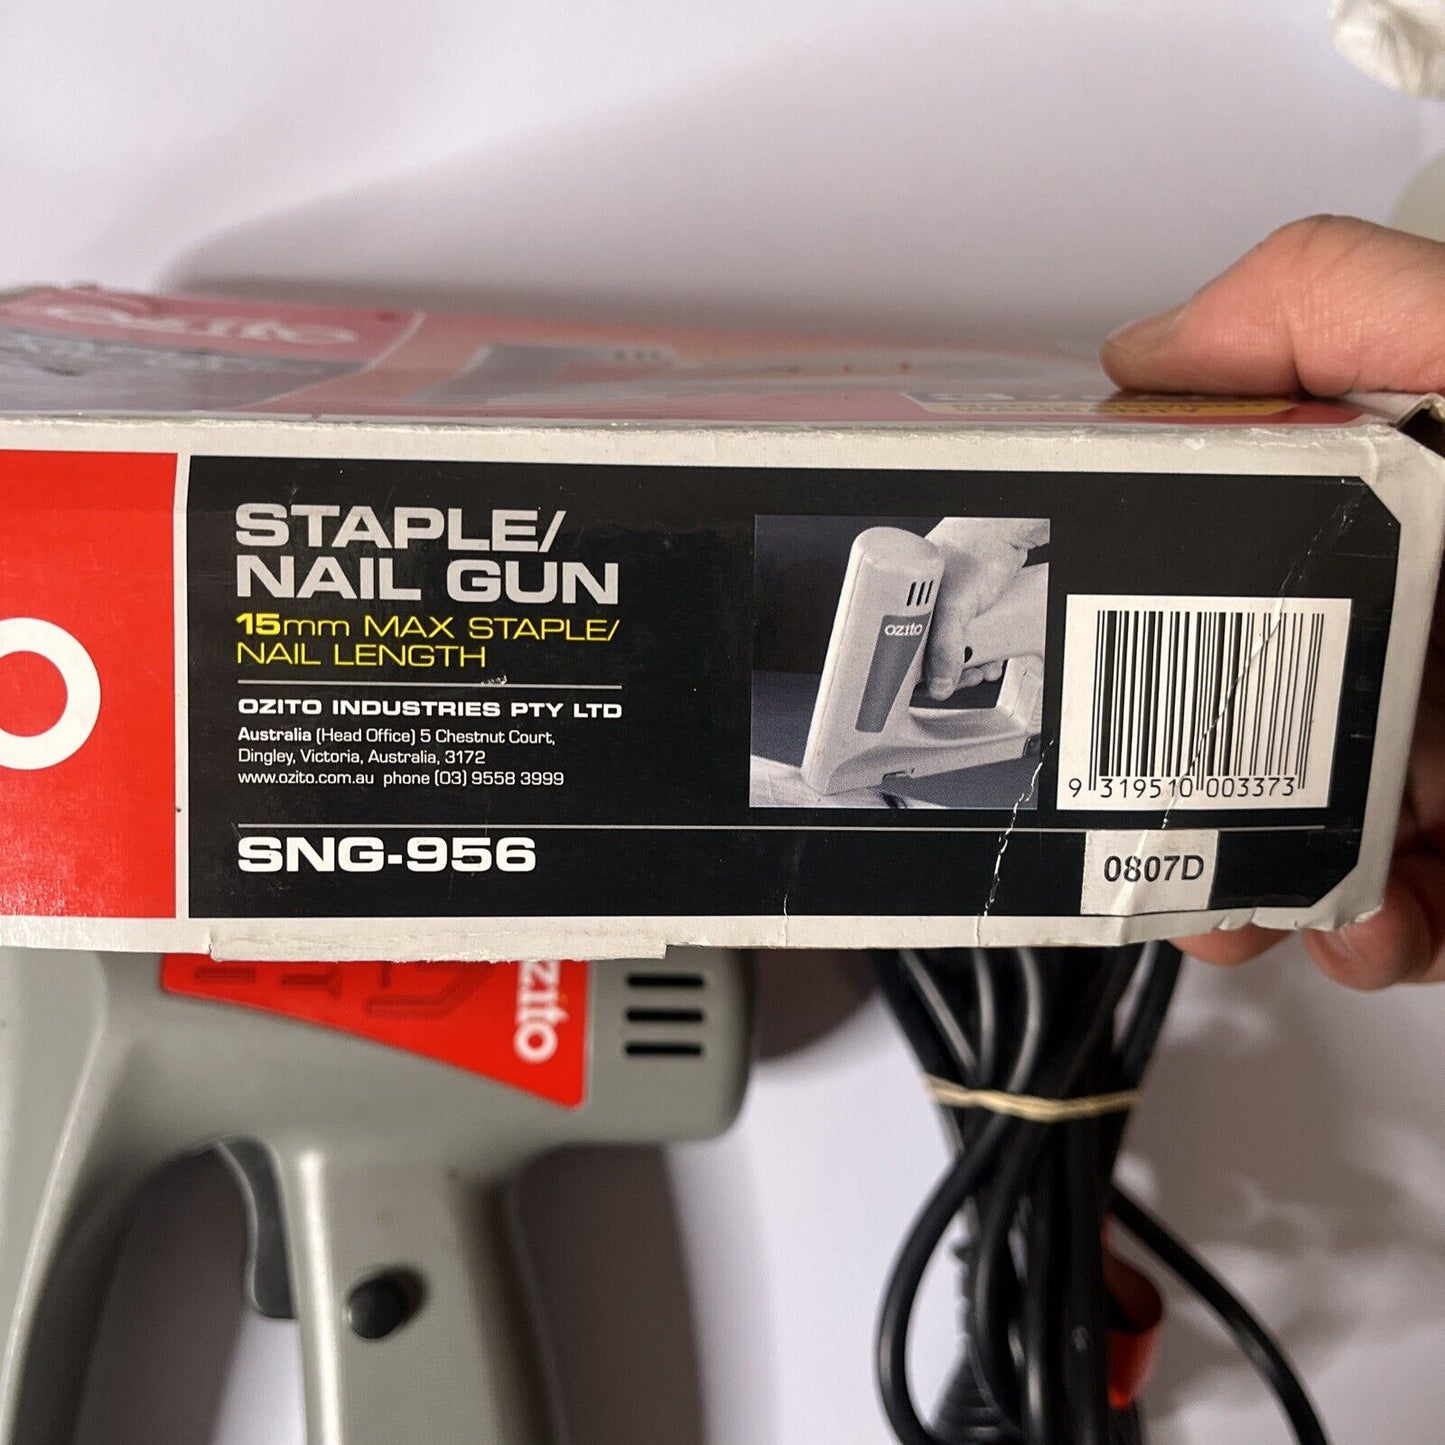 ozito
STAPLE/
NAIL GUN
15mm MAX STAPLE/
NAIL LENGTH
OZITO INDUSTRIES PTY LTD
Australia (Head Office) 5 Chestnut Court,
Dingley, Victoria, Australia, 3172
www.ozito.com.au phone (03) 9558 3999
SNG-956
ozito
9 319510 003373
0807D
ozito